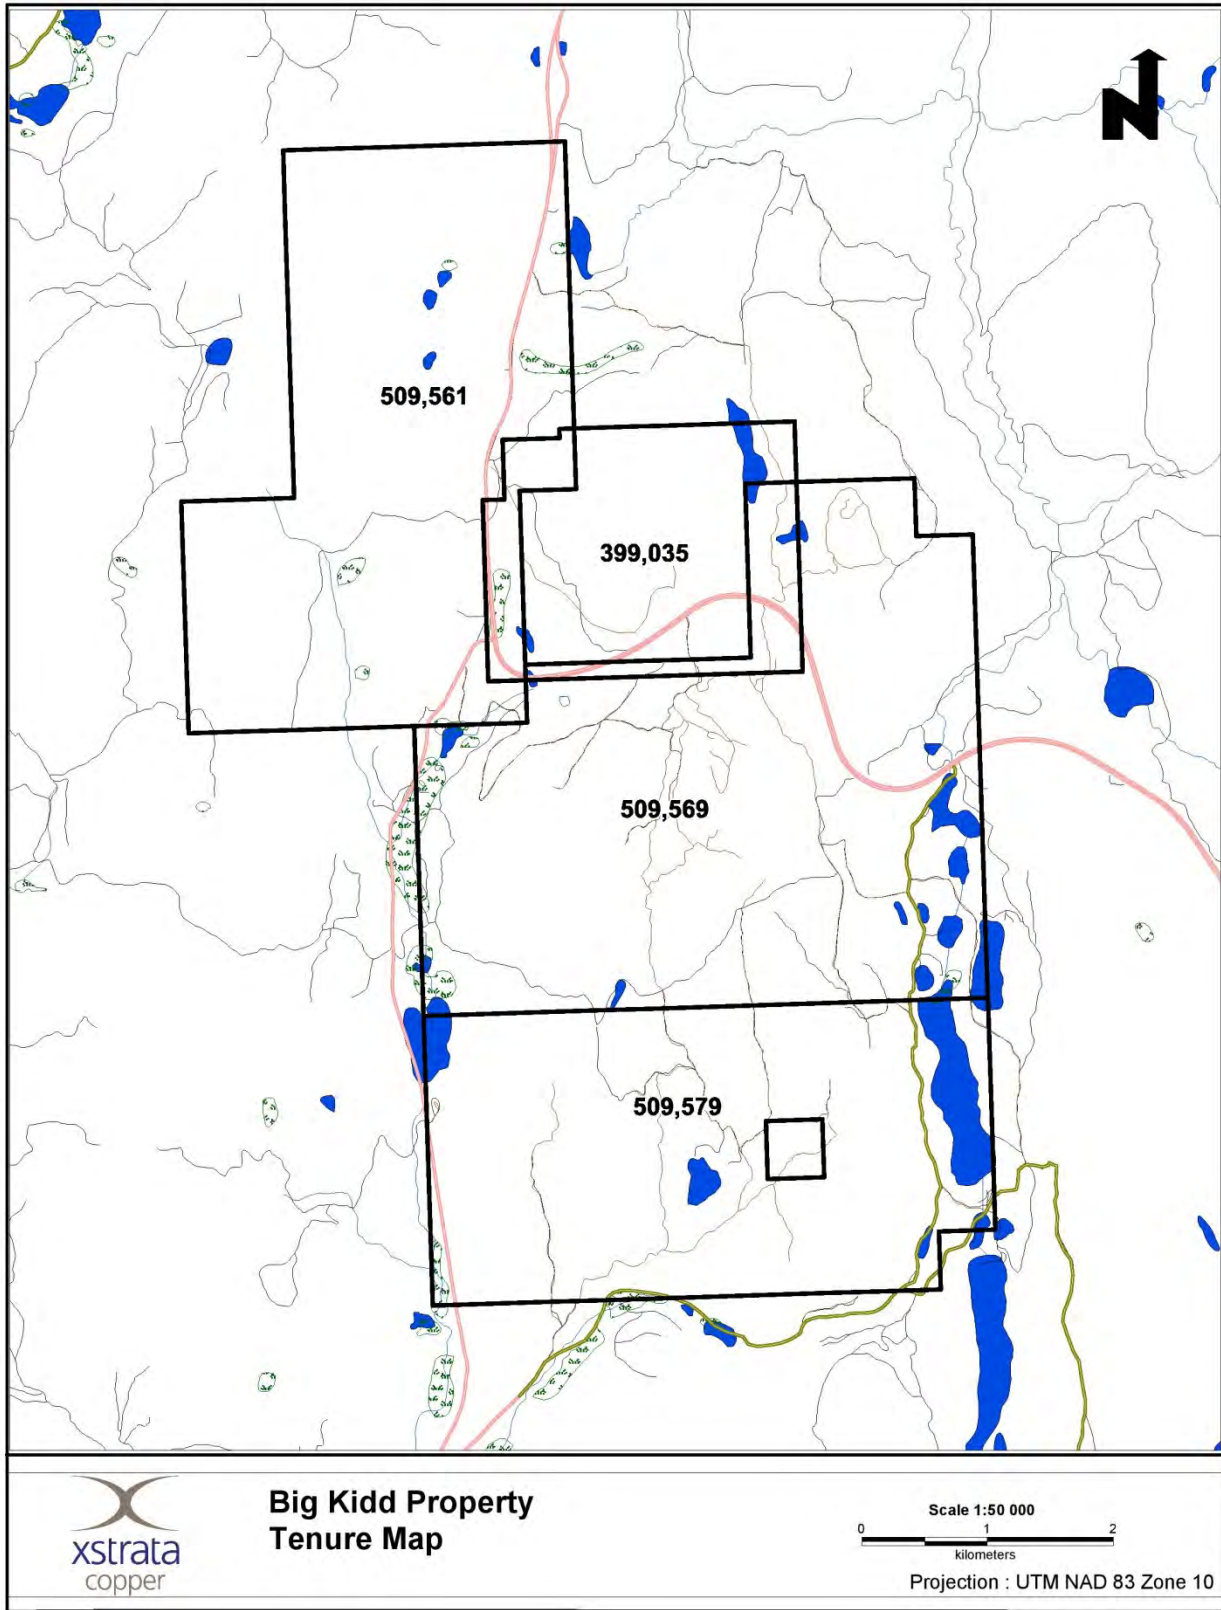 N
509,561
399,035
509,569
509,579
xstrata
copper
Big Kidd Property
Tenure Map
Scale 1:50 000
0 1 2
kilometers
Projection : UTM NAD 83 Zone 10